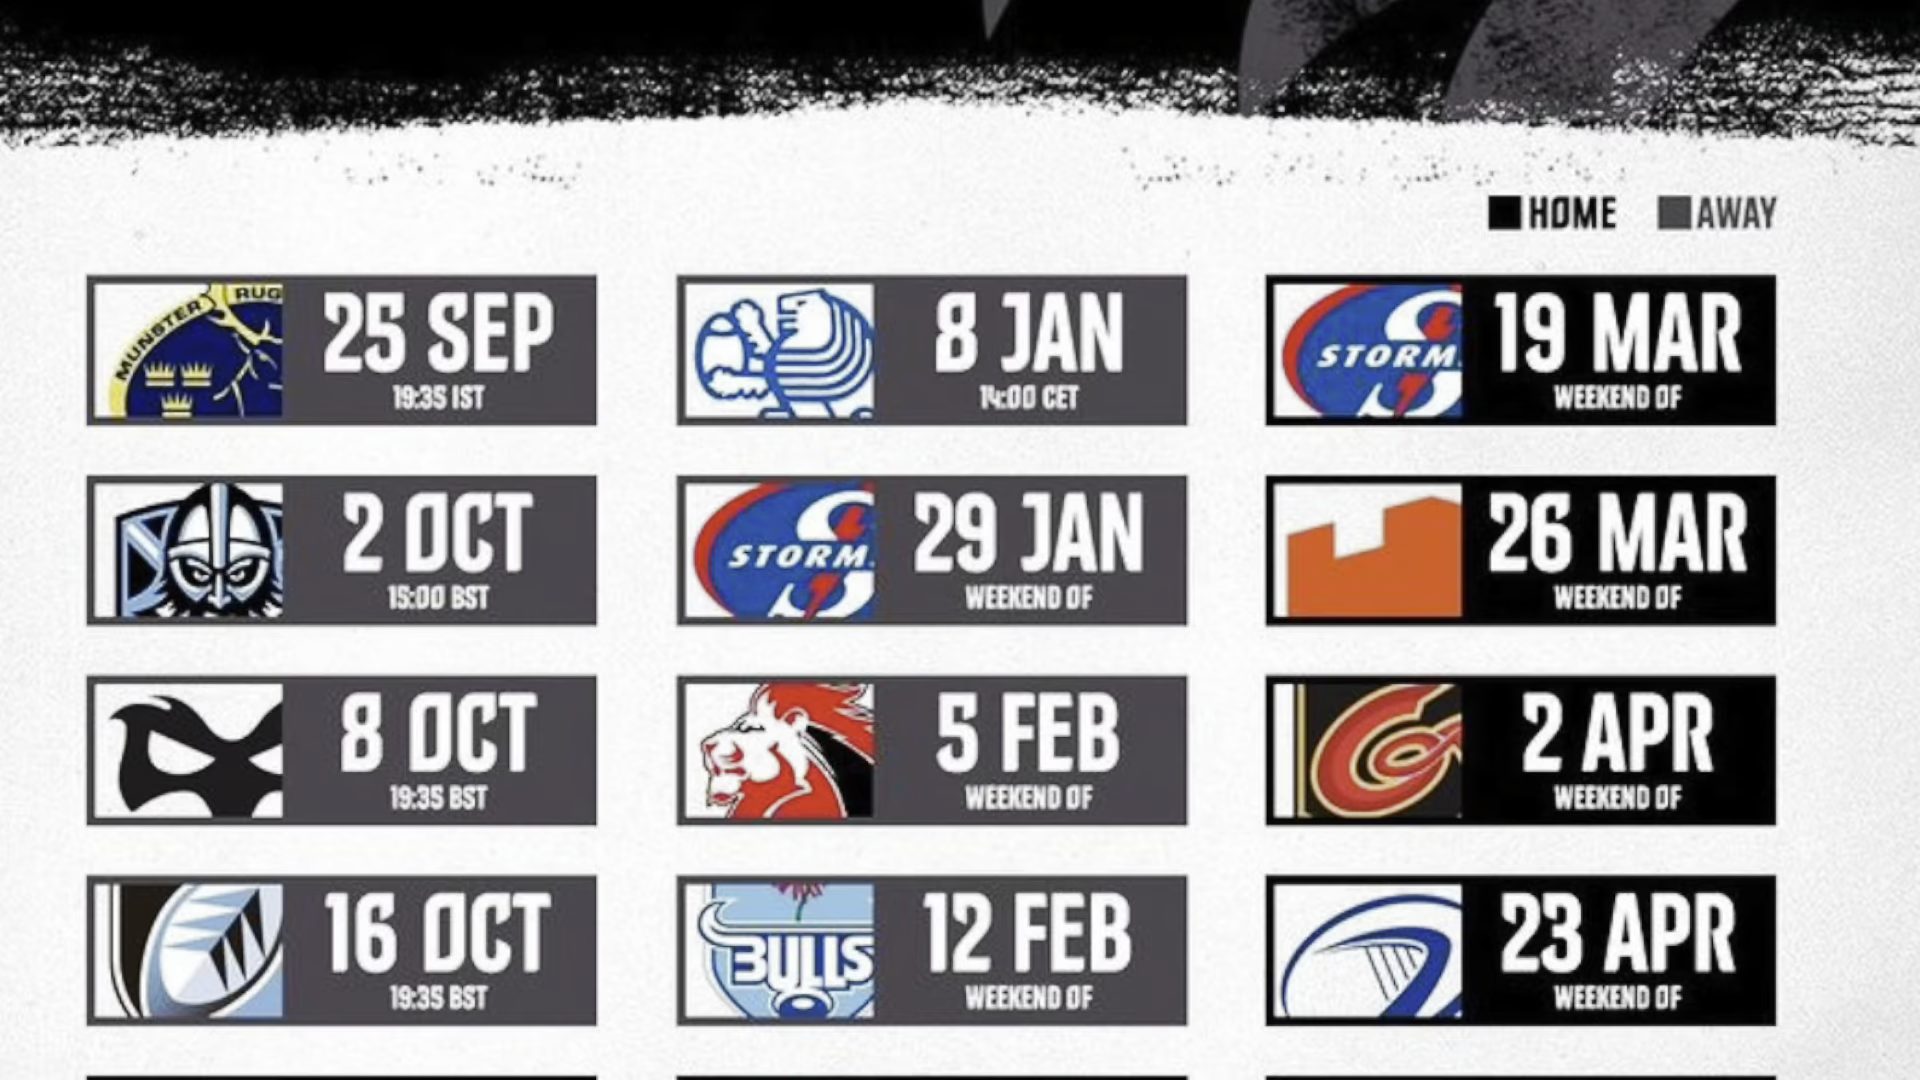 HOME
AWAY
MUNSTER RUG
25 SEP
19:35 IST
8 JAN
14:00 CET
STORM
19 MAR
WEEKEND OF
2 OCT
15:00 BST
STORM
29 JAN
WEEKEND OF
26 MAR
WEEKEND OF
8 OCT
19:35 BST
5 FEB
WEEKEND OF
2 APR
WEEKEND OF
16 OCT
19:35 BST
BULLS
12 FEB
WEEKEND OF
23 APR
WEEKEND OF